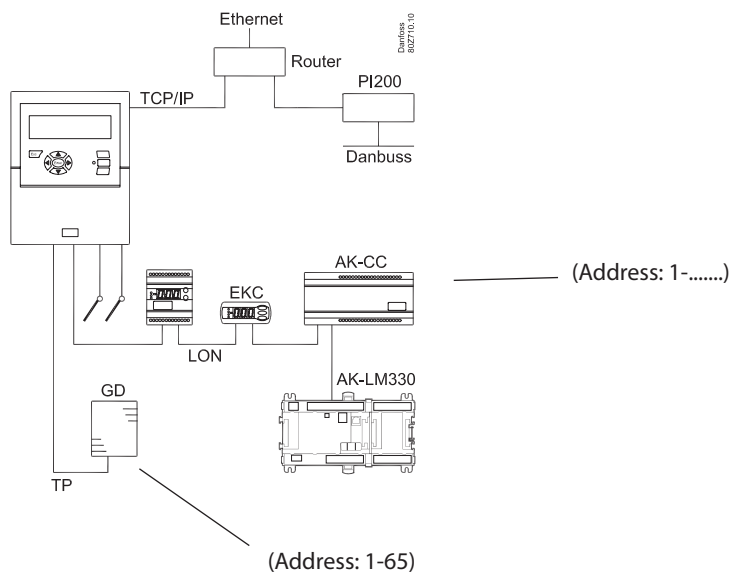 Ethernet
Danfoss
80Z710.10
Router
PI200
TCP/IP
Danbuss
AK-CC
(Address: 1-.......)
EKC
LON
AK-LM330
GD
TP
(Address: 1-65)